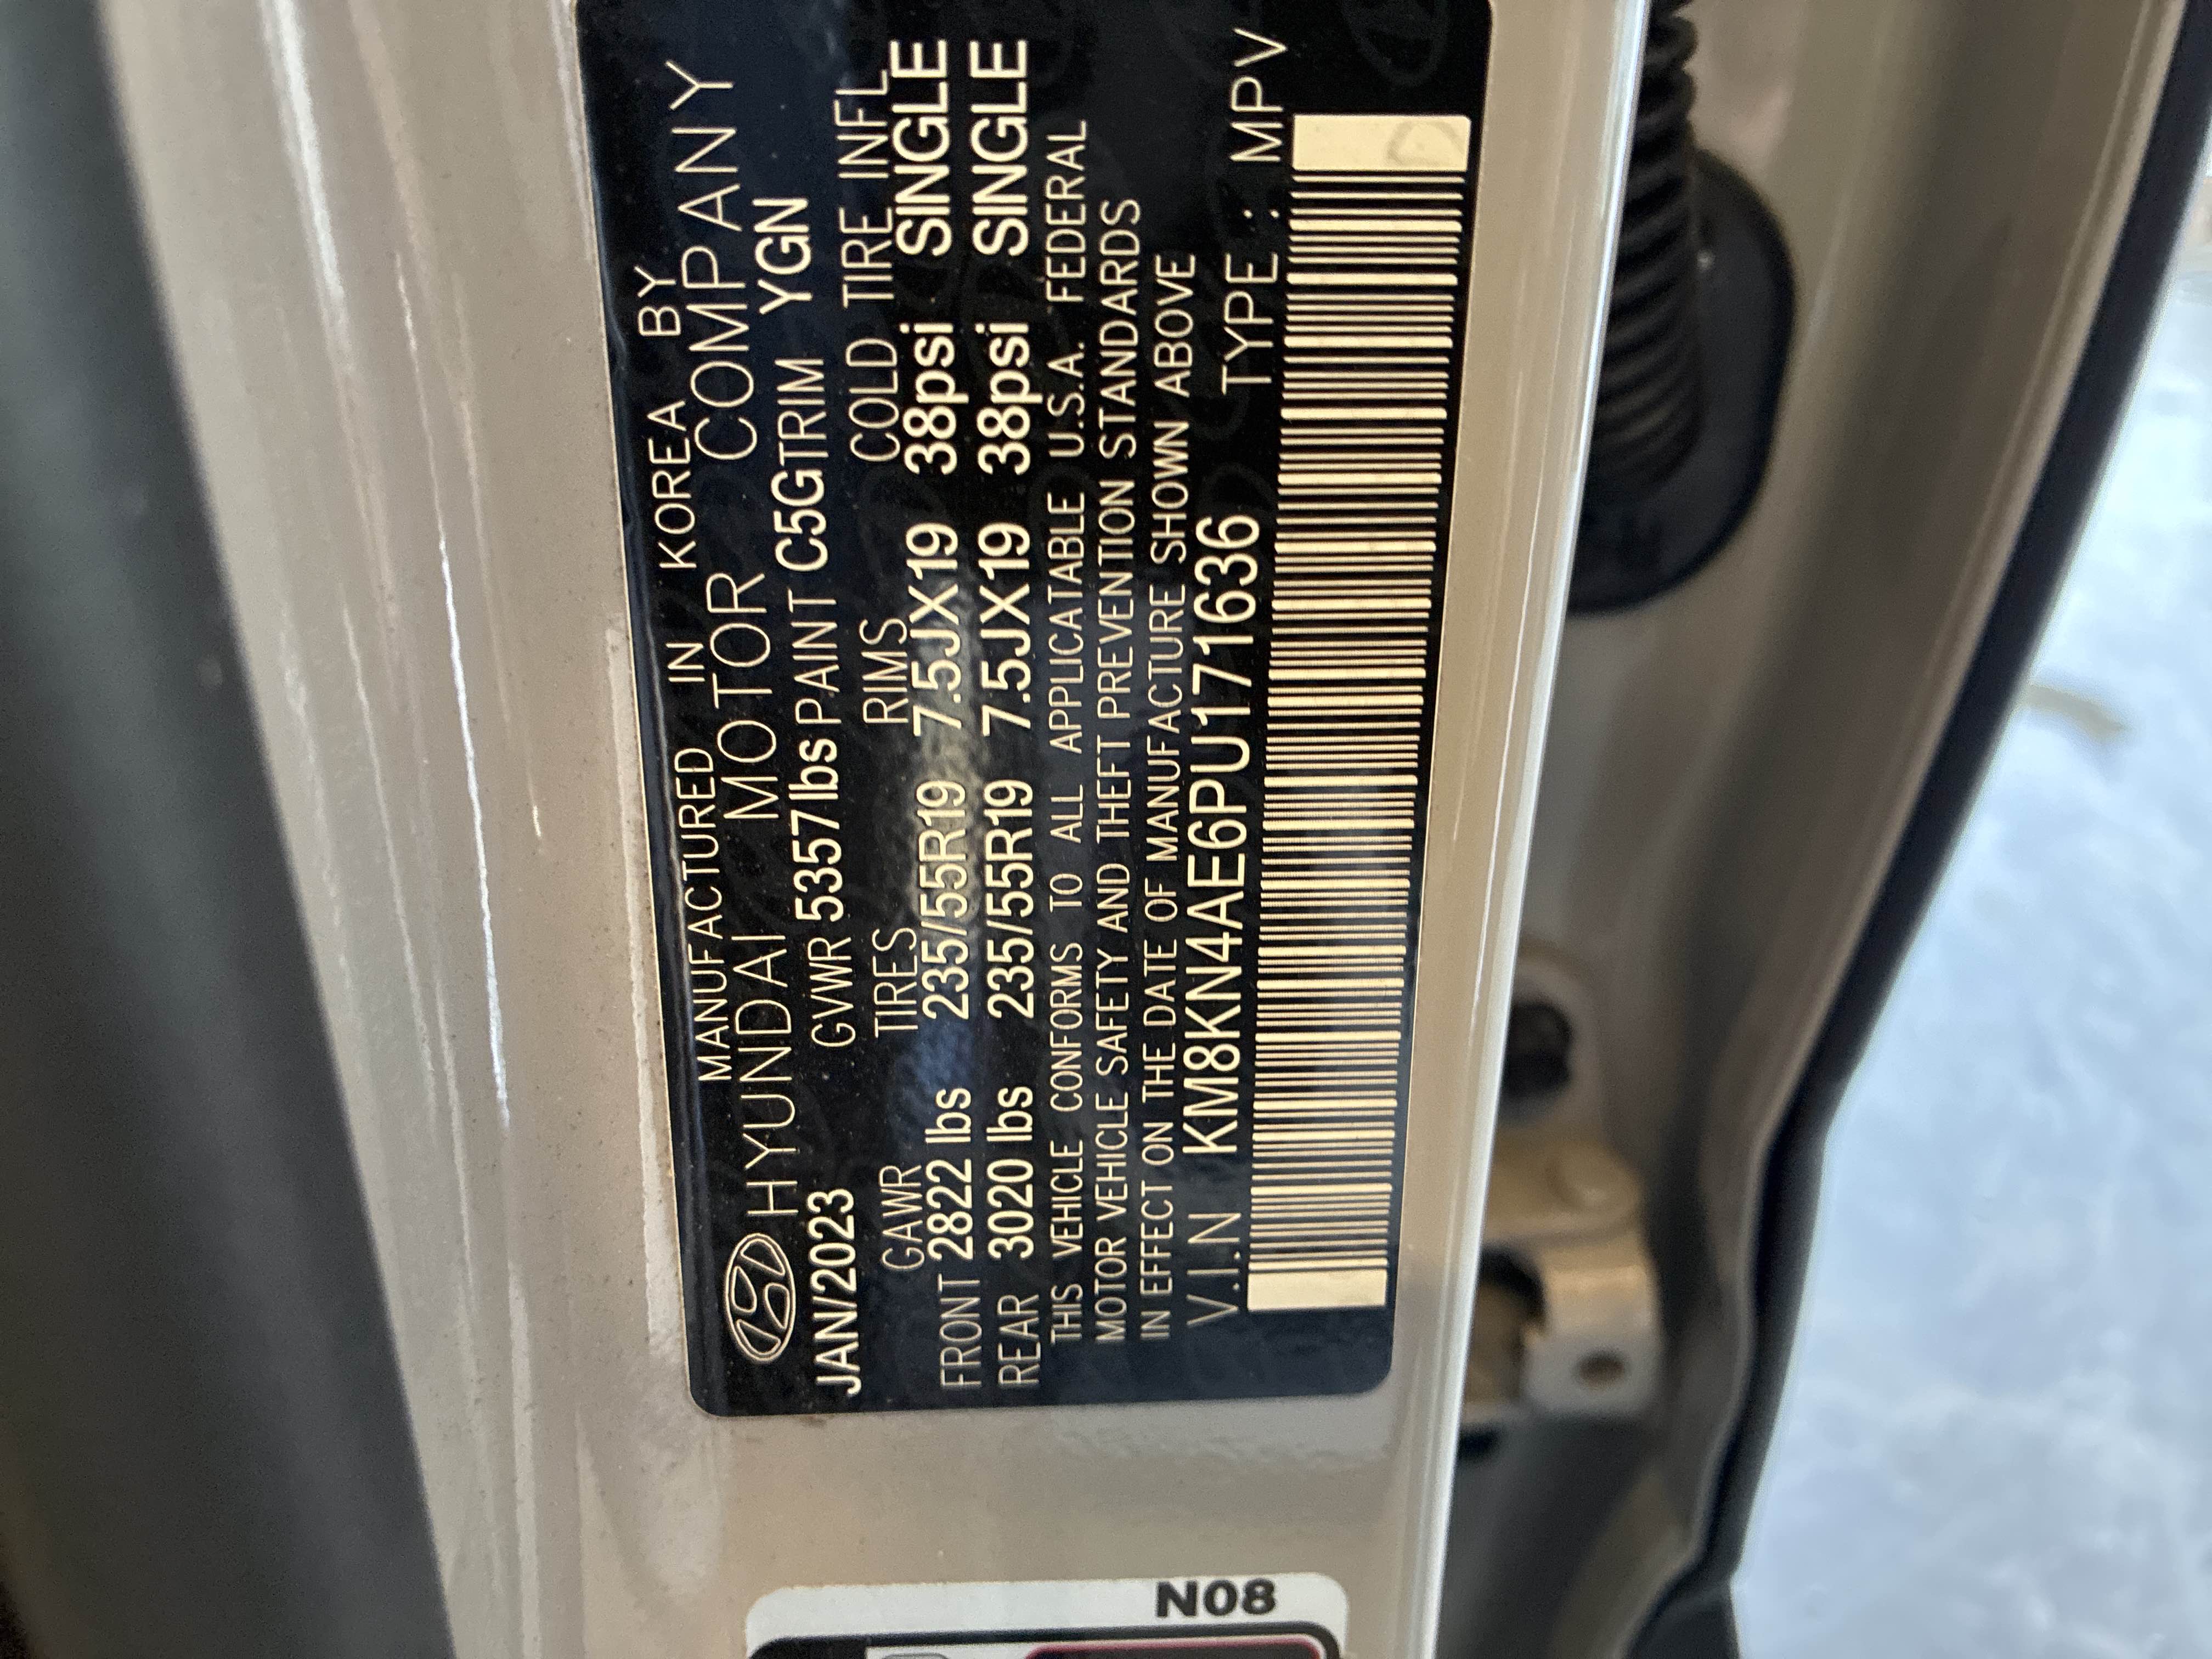 MANUFACTURED IN KOREA BY
HYUNDAI MOTOR COMPANY
JAN/2023 GVWR 5357lbs PAINT C5G TRIM YGN
GAWR TIRES RIMS COLD TIRE INFL
FRONT 2822 lbs 235/55R19 7.5JX19 38psi SINGLE
REAR 3020 lbs 235/55R19 7.5JX19 38psi SINGLE
THIS VEHICLE CONFORMS TO ALL APPLICATABLE U.S.A. FEDERAL
MOTOR VEHICLE SAFETY AND THEFT PREVENTION STANDARDS
IN EFFECT ON THE DATE OF MANUFACTURE SHOWN ABOVE
V.I.N KM8KN4AE6PU171636 TYPE : MPV
N08